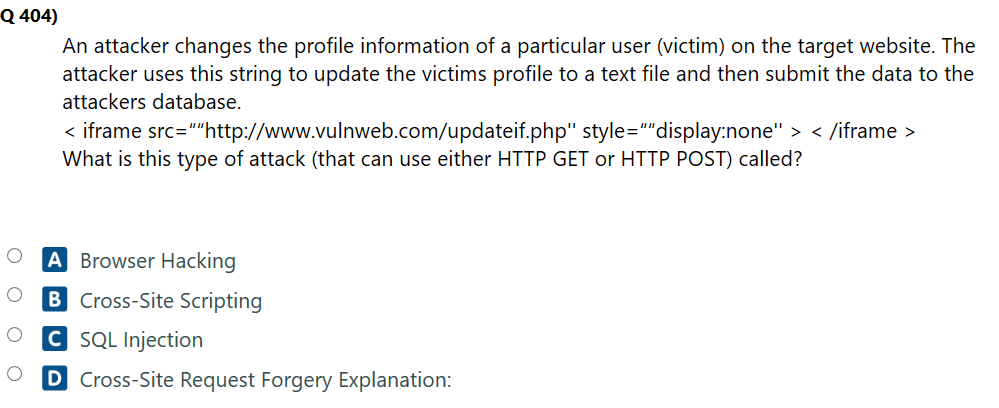 Q 404)
An attacker changes the profile information of a particular user (victim) on the target website. The
attacker uses this string to update the victims profile to a text file and then submit the data to the
attackers database.
< iframe src=““http://www.vulnweb.com/updateif.php" style=““display:none" > < /iframe >
What is this type of attack (that can use either HTTP GET or HTTP POST) called?
A Browser Hacking
B Cross-Site Scripting
C SQL Injection
D Cross-Site Request Forgery Explanation: